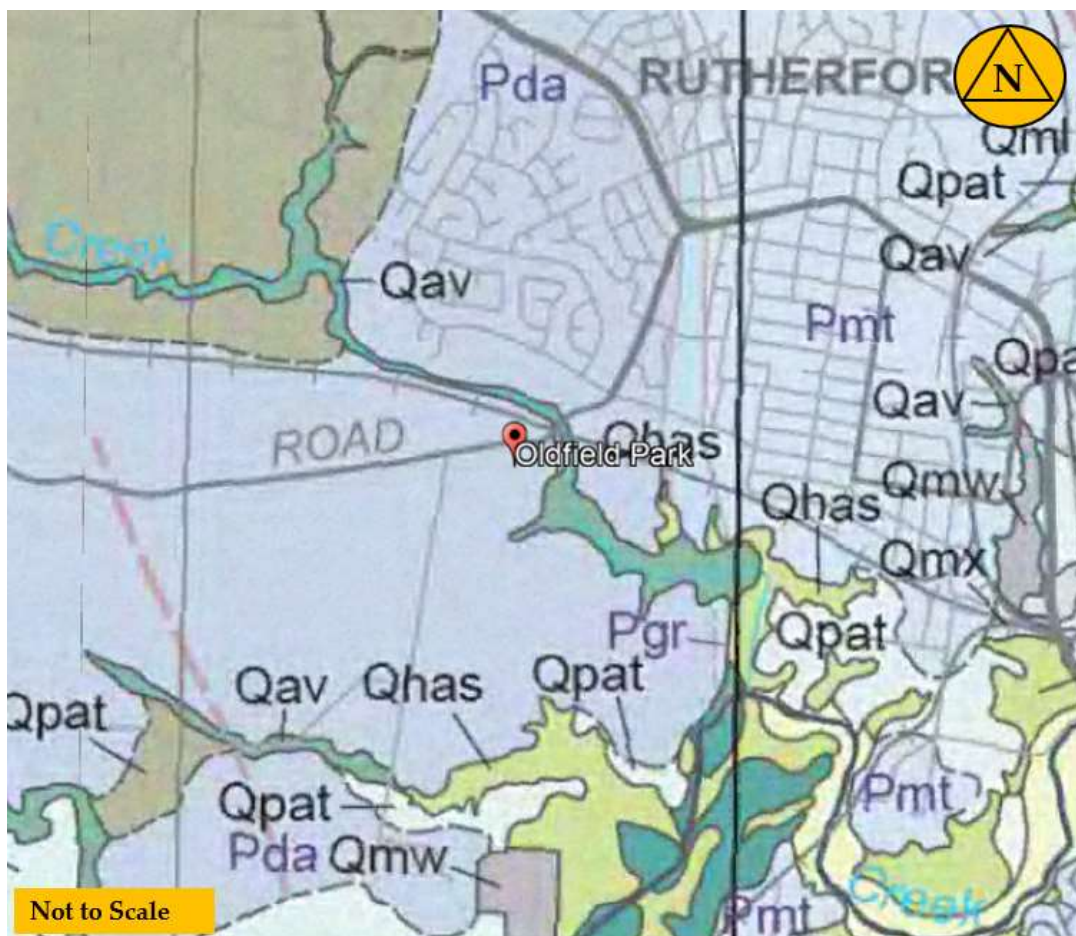 N
RUTHERFOR
Pda
Qml
Qpat
Creek
Qav
Qav
Pmt
Qpa
Qav
ROAD
Oldfield Park
Qhas
Qmw
Qhas
Qmx
Pgr
Qpat
Qav
Qhas
Qpat
Qpat
Qpat
Pmt
Pda
Qmw
Creek
Pmt
Not to Scale